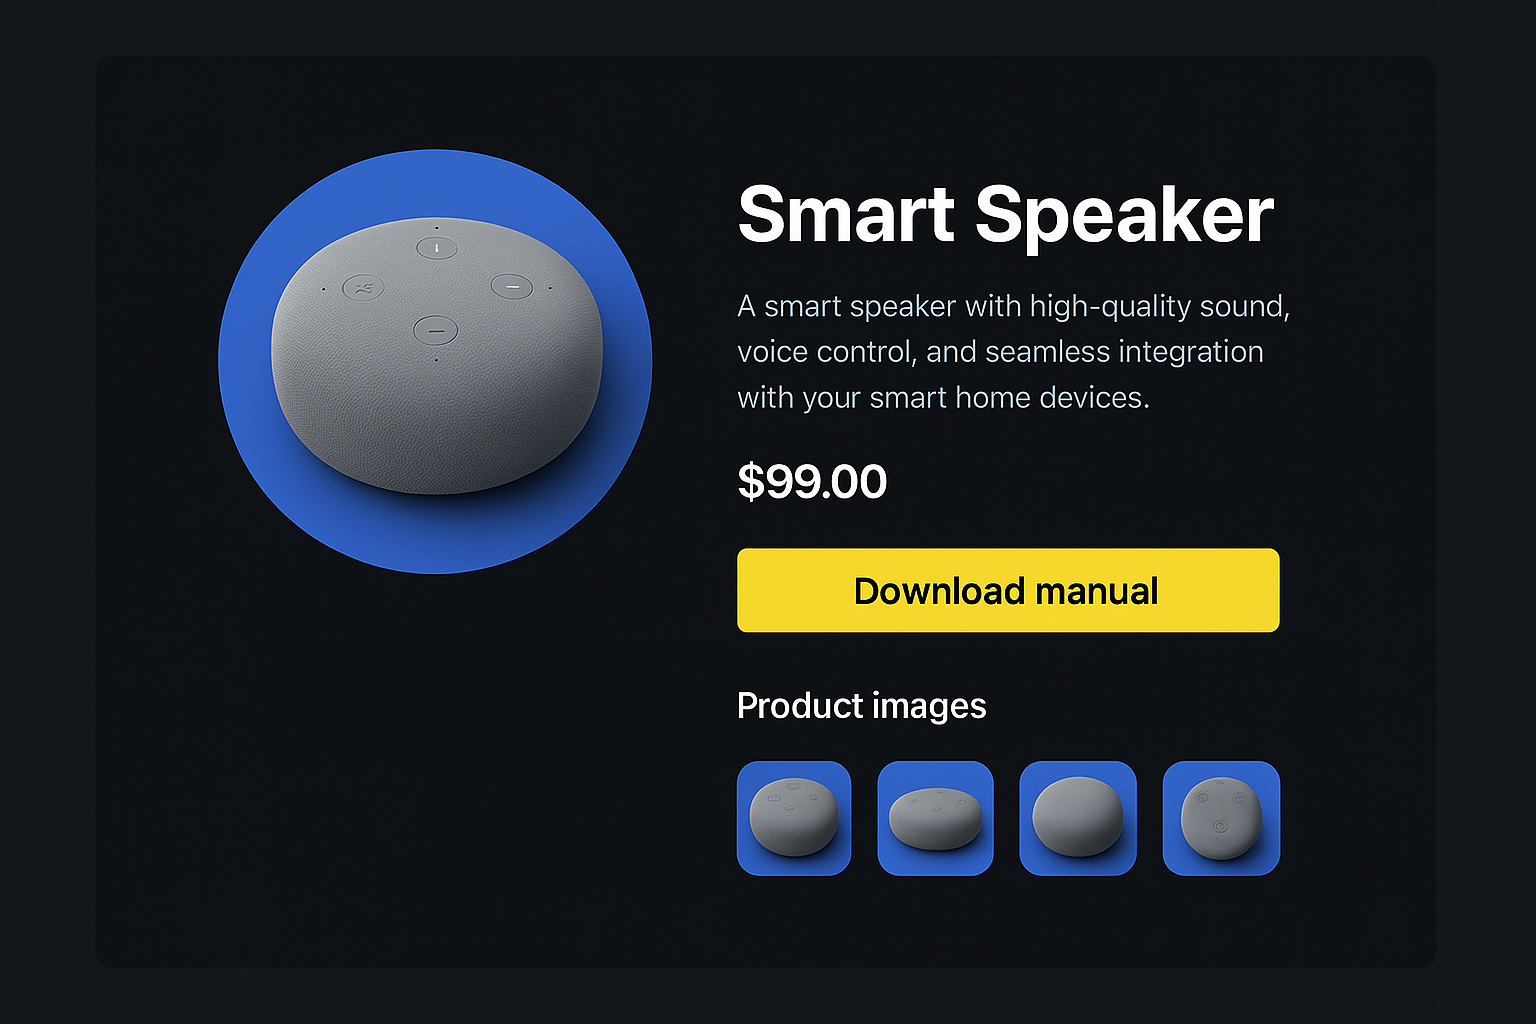 Smart Speaker
A smart speaker with high-quality sound,
voice control, and seamless integration
with your smart home devices.
$99.00
Download manual
Product images